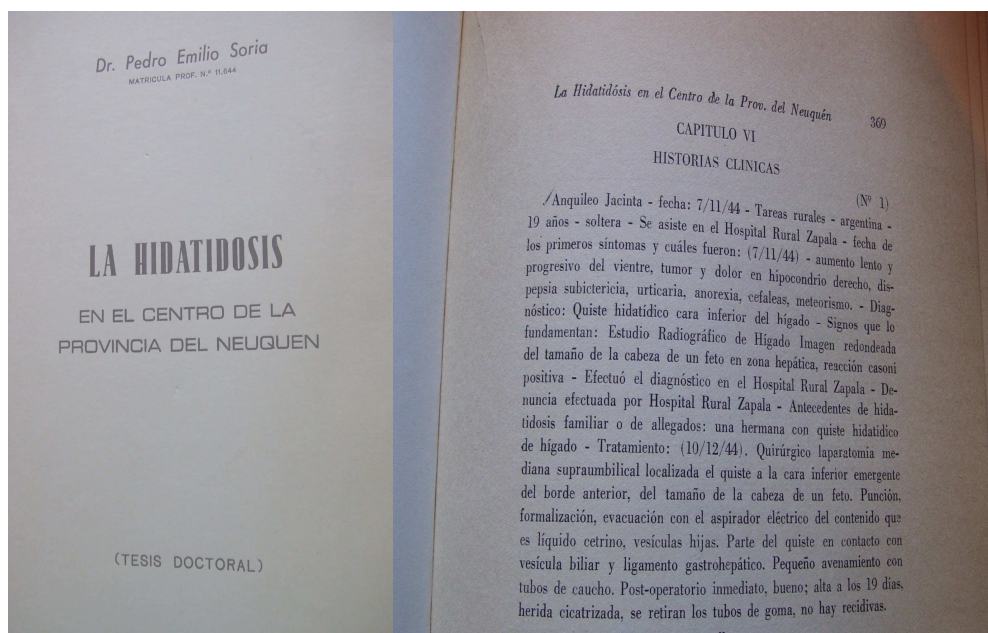 Dr. Pedro Emilio Soria
MATRICULA PROF. N.º 11.644
LA HIDATIDOSIS
EN EL CENTRO DE LA
PROVINCIA DEL NEUQUEN
(TESIS DOCTORAL)
La Hidatidósis en el Centro de la Prov. del Neuquén 369
CAPITULO VI
HISTORIAS CLINICAS
(Nº 1)
Anquileo Jacinta - fecha: 7/11/44 - Tareas rurales - argentina -
19 años - soltera - Se asiste en el Hospital Rural Zapala - fecha de
los primeros síntomas y cuáles fueron: (7/11/44) - aumento lento y
progresivo del vientre, tumor y dolor en hipocondrio derecho, dis-
pepsia subictericia, urticaria, anorexia, cefaleas, meteorismo. - Diag-
nóstico: Quiste hidatídico cara inferior del hígado - Signos que lo
fundamentan: Estudio Radiográfico de Hígado Imagen redondeada
del tamaño de la cabeza de un feto en zona hepática, reacción casoni
positiva - Efectuó el diagnóstico en el Hospital Rural Zapala - De-
nuncia efectuada por Hospital Rural Zapala - Antecedentes de hida-
tidosis familiar o de allegados: una hermana con quiste hidatídico
de hígado - Tratamiento: (10/12/44). Quirúrgico laparatomia me-
diana supraumbilical localizada el quiste a la cara inferior emergente
del borde anterior, del tamaño de la cabeza de un feto. Punción,
formalización, evacuación con el aspirador eléctrico del contenido que
es líquido cetrino, vesículas hijas. Parte del quiste en contacto con
vesícula biliar y ligamento gastrohepático. Pequeño avenamiento con
tubos de caucho. Post-operatorio inmediato, bueno; alta a los 19 días,
herida cicatrizada, se retiran los tubos de goma, no hay recidivas.